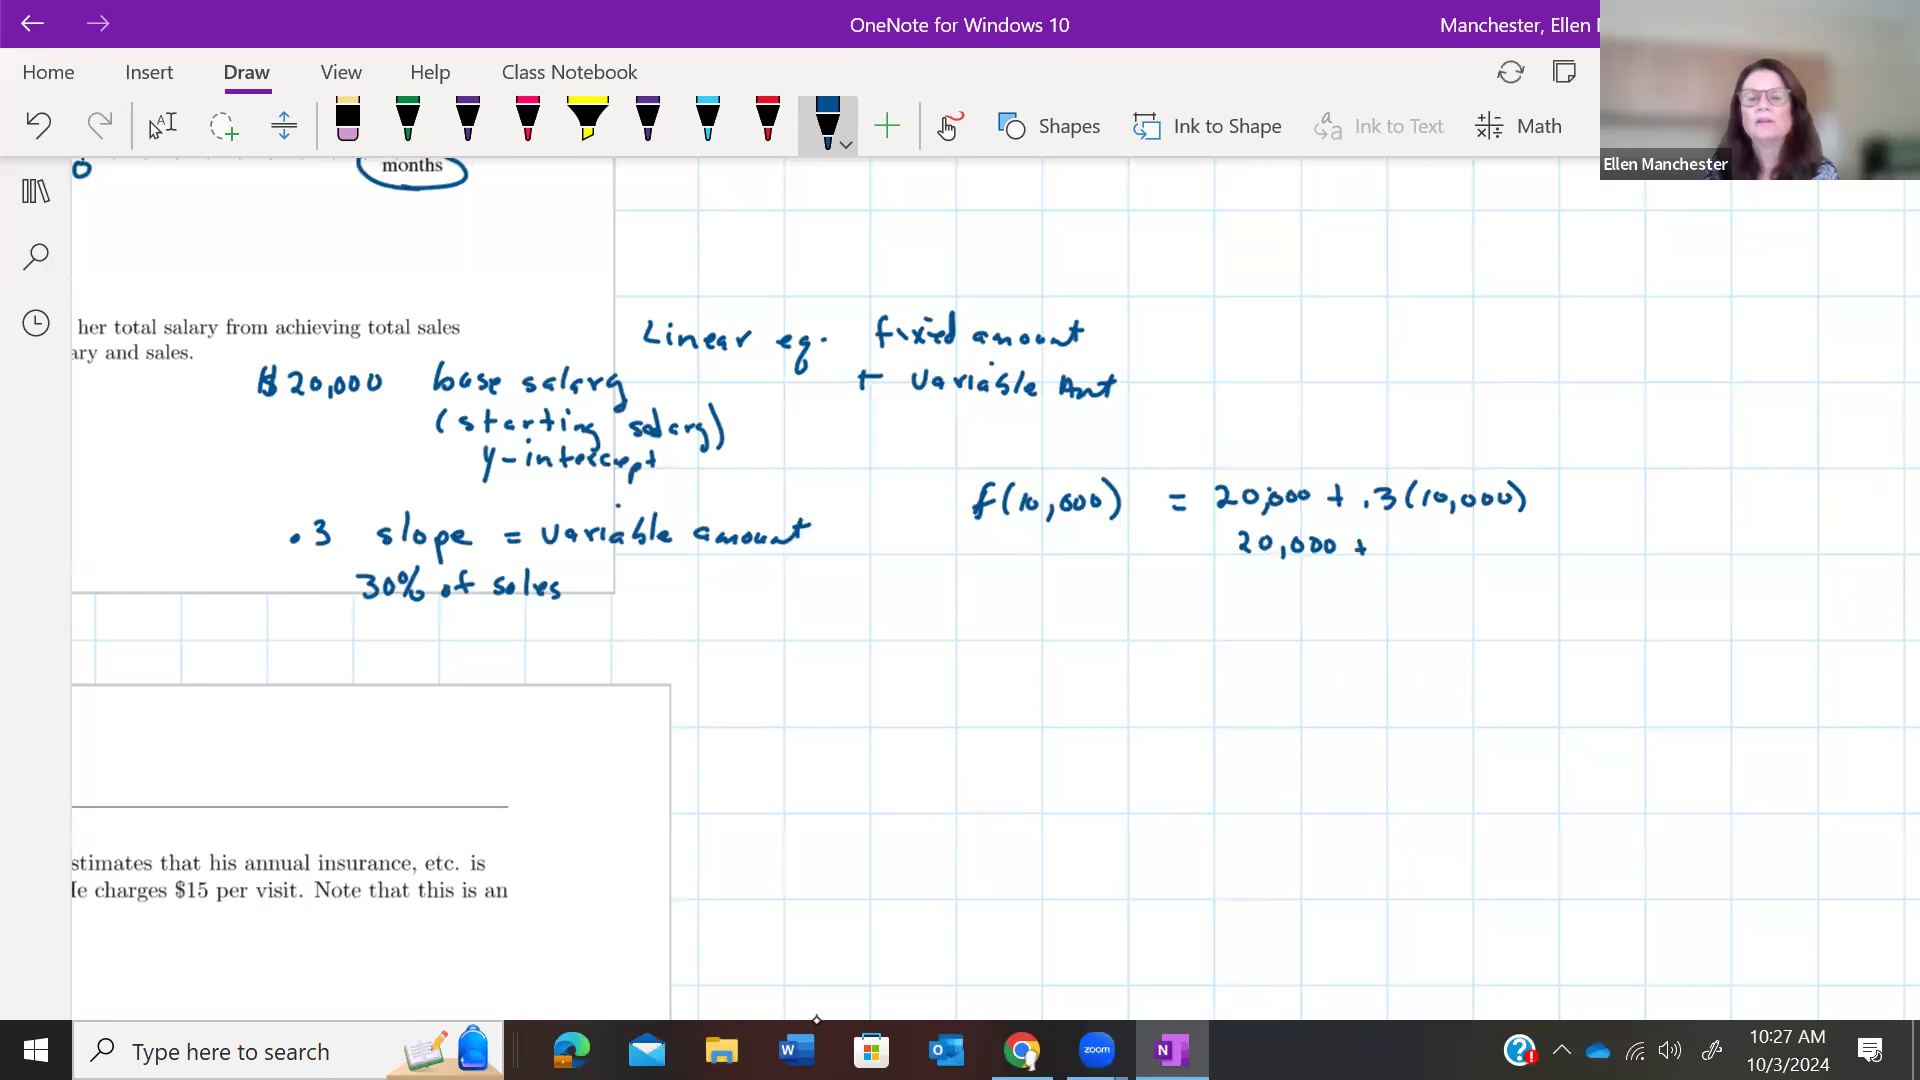 OneNote for Windows 10
Manchester, Ellen
Home Insert Draw View Help Class Notebook
Shapes Ink to Shape Ink to Text Math
Ellen Manchester
months
her total salary from achieving total sales
ary and sales.
Linear eq. fixed amount
+ Variable Amt
$20,000 base salary
(starting salary)
y-intercept
f(10,000) = 20,000 + .3(10,000)
20,000 +
.3 slope = variable amount
30% of sales
stimates that his annual insurance, etc. is
He charges $15 per visit. Note that this is an
Type here to search
zoom
10:27 AM
10/3/2024